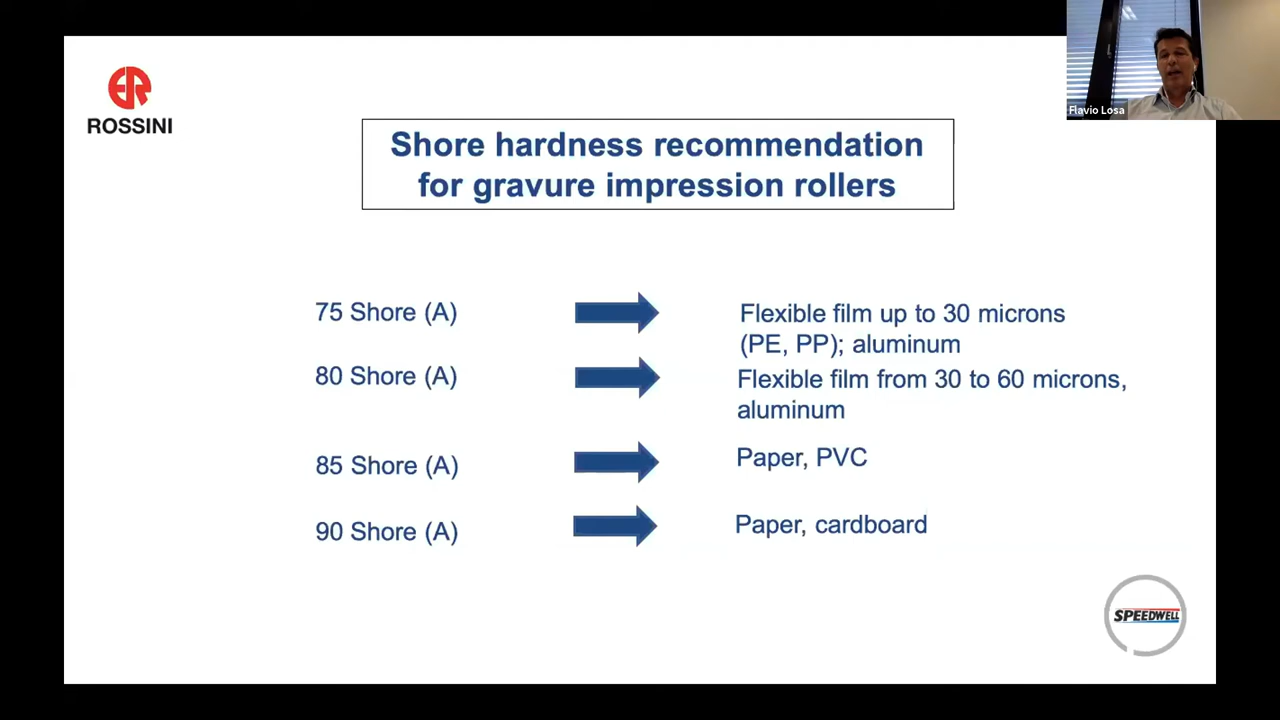 ROSSINI
Flavio Losa
Shore hardness recommendation
for gravure impression rollers
75 Shore (A)
Flexible film up to 30 microns
(PE, PP); aluminum
80 Shore (A)
Flexible film from 30 to 60 microns,
aluminum
85 Shore (A)
Paper, PVC
90 Shore (A)
Paper, cardboard
SPEEDWELL